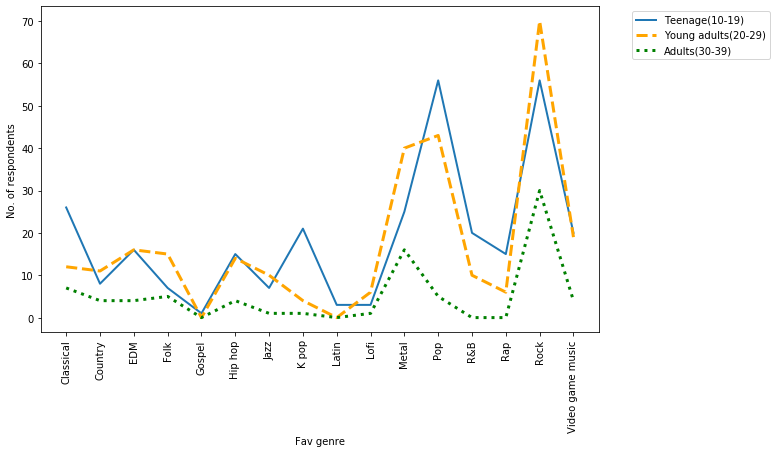 Teenage(10-19)
Young adults(20-29)
Adults(30-39)
No. of respondents
70
60
50
40
30
20
10
0
Classical
Country
EDM
Folk
Gospel
Hip hop
Jazz
K pop
Latin
Lofi
Metal
Pop
R&B
Rap
Rock
Video game music
Fav genre